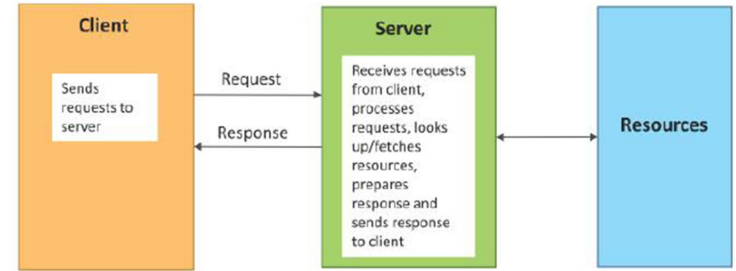 Client
Sends
requests to
server
Request
Response
Server
Receives requests
from client,
processes
requests, looks
up/fetches
resources,
prepares
response and
sends response
to client
Resources